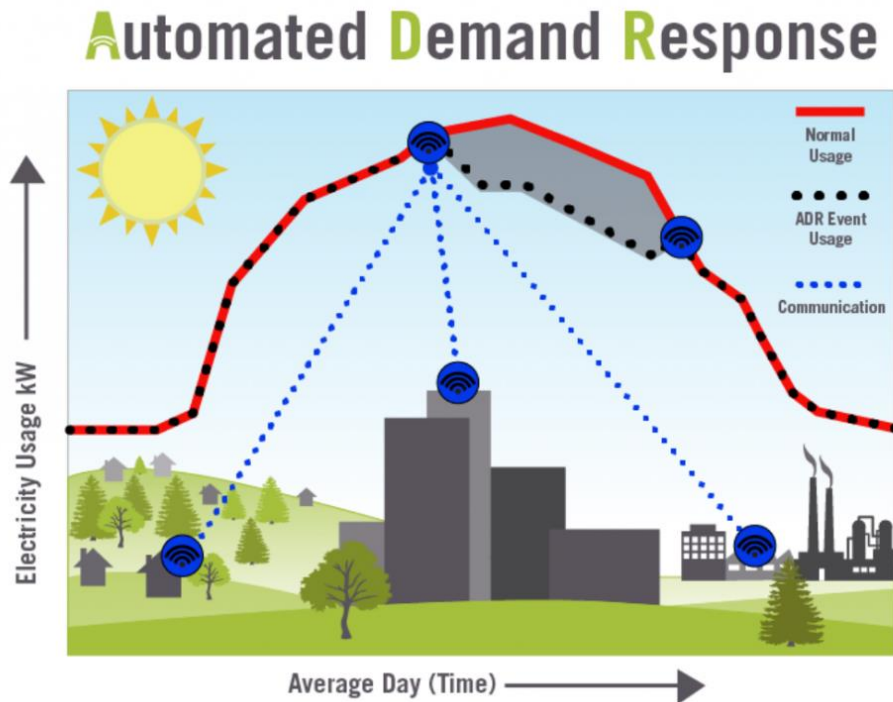 Automated Demand Response
Normal
Usage
ADR Event
Usage
Communication
Electricity Usage kW
Average Day (Time)